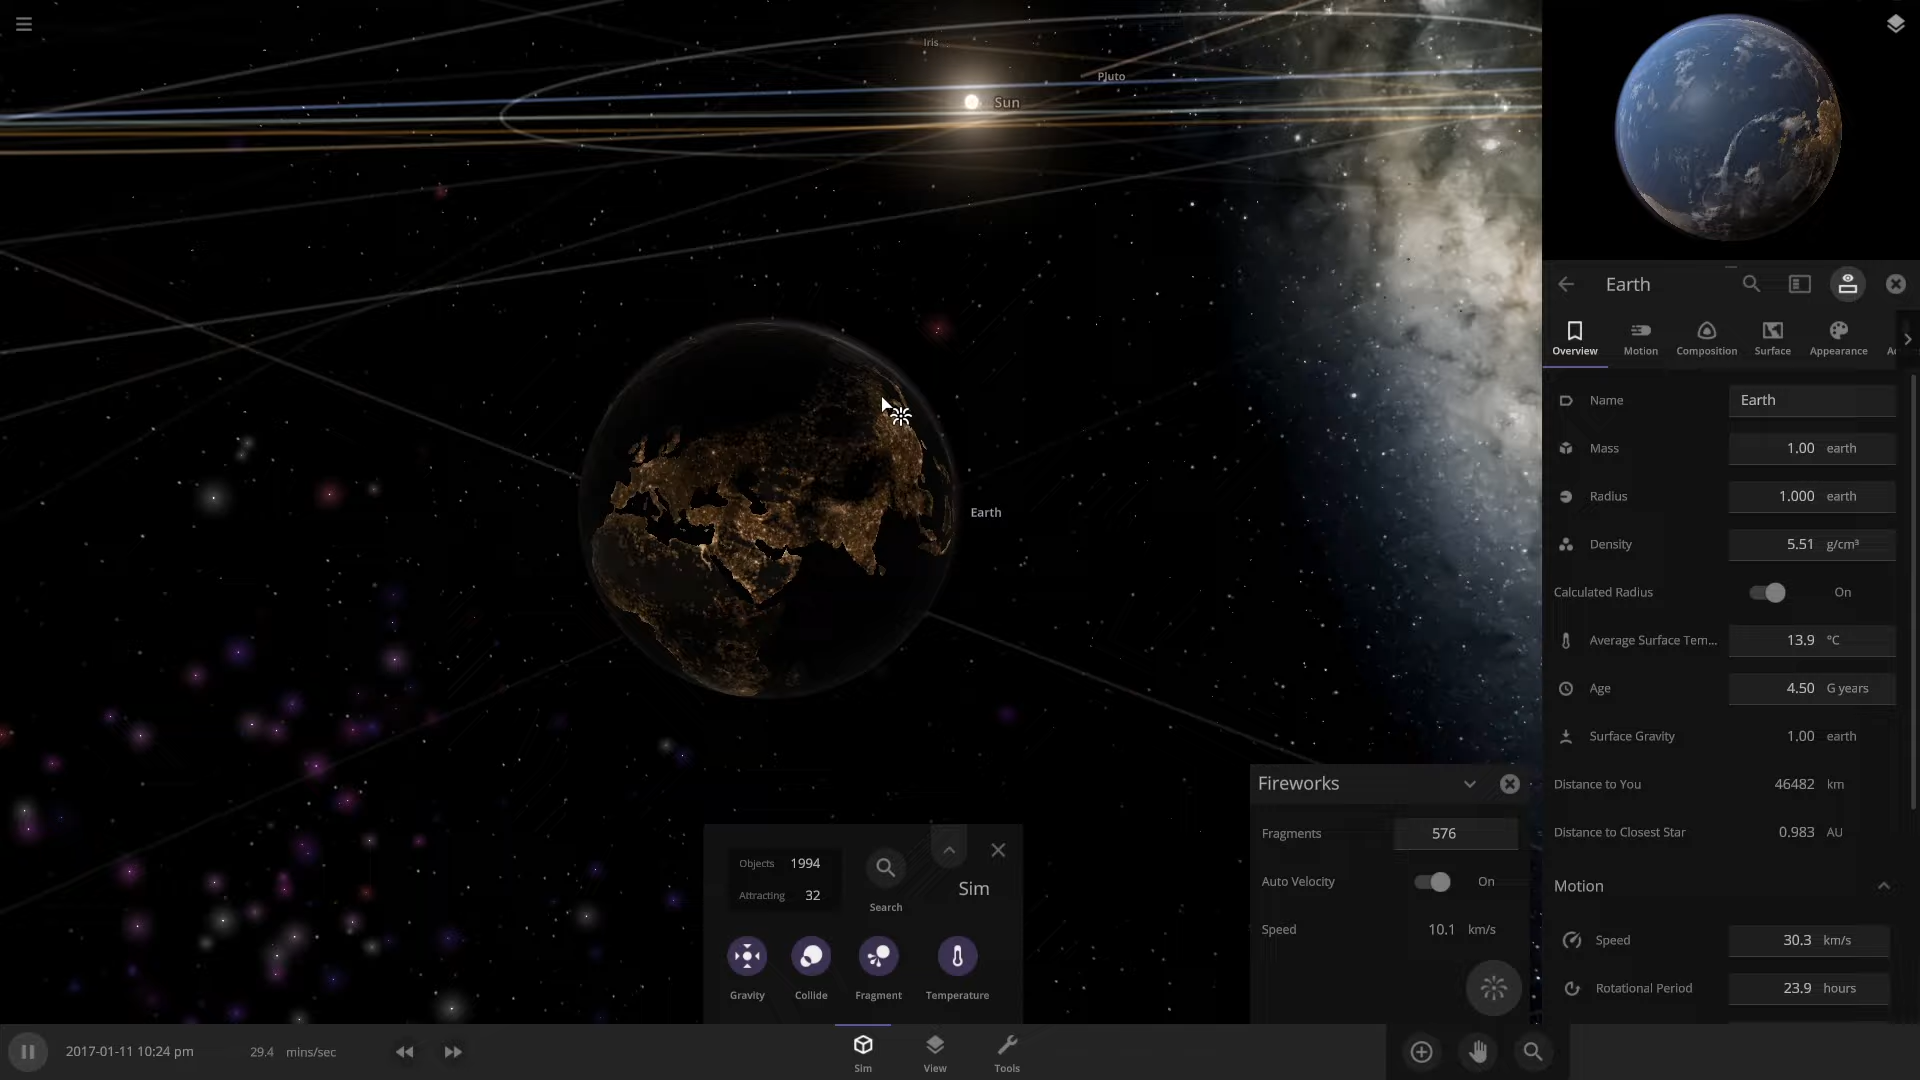 Iris
Pluto
Sun
Earth
Earth
Overview
Motion
Composition
Surface
Appearance
Name
Earth
Mass
1.00 earth
Radius
1.000 earth
Density
5.51 g/cm³
Calculated Radius
On
Average Surface Tem...
13.9 °C
Age
4.50 G years
Surface Gravity
1.00 earth
Distance to You
46482 km
Distance to Closest Star
0.983 AU
Motion
Speed
30.3 km/s
Rotational Period
23.9 hours
Fireworks
Fragments
576
Auto Velocity
On
Speed
10.1 km/s
Objects 1994
Attracting 32
Search
Sim
Gravity
Collide
Fragment
Temperature
2017-01-11 10:24 pm
29.4 mins/sec
Sim
View
Tools